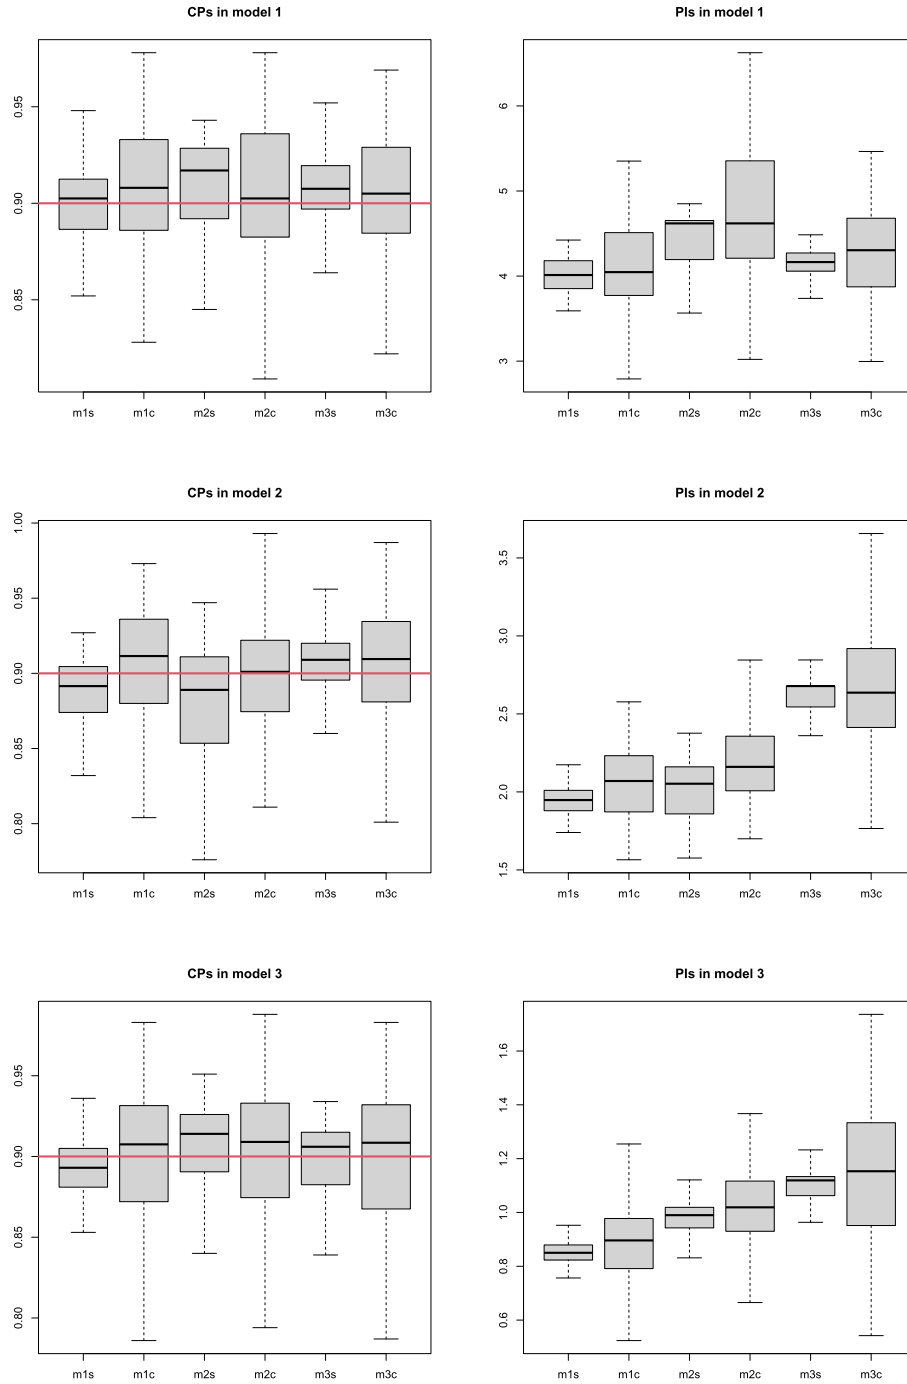 CPs in model 1
0.95
0.90
0.85
m1s m1c m2s m2c m3s m3c
PIs in model 1
6
5
4
3
m1s m1c m2s m2c m3s m3c
CPs in model 2
1.00
0.95
0.90
0.85
0.80
m1s m1c m2s m2c m3s m3c
PIs in model 2
3.5
3.0
2.5
2.0
1.5
m1s m1c m2s m2c m3s m3c
CPs in model 3
0.95
0.90
0.85
0.80
m1s m1c m2s m2c m3s m3c
PIs in model 3
1.6
1.4
1.2
1.0
0.8
0.6
m1s m1c m2s m2c m3s m3c